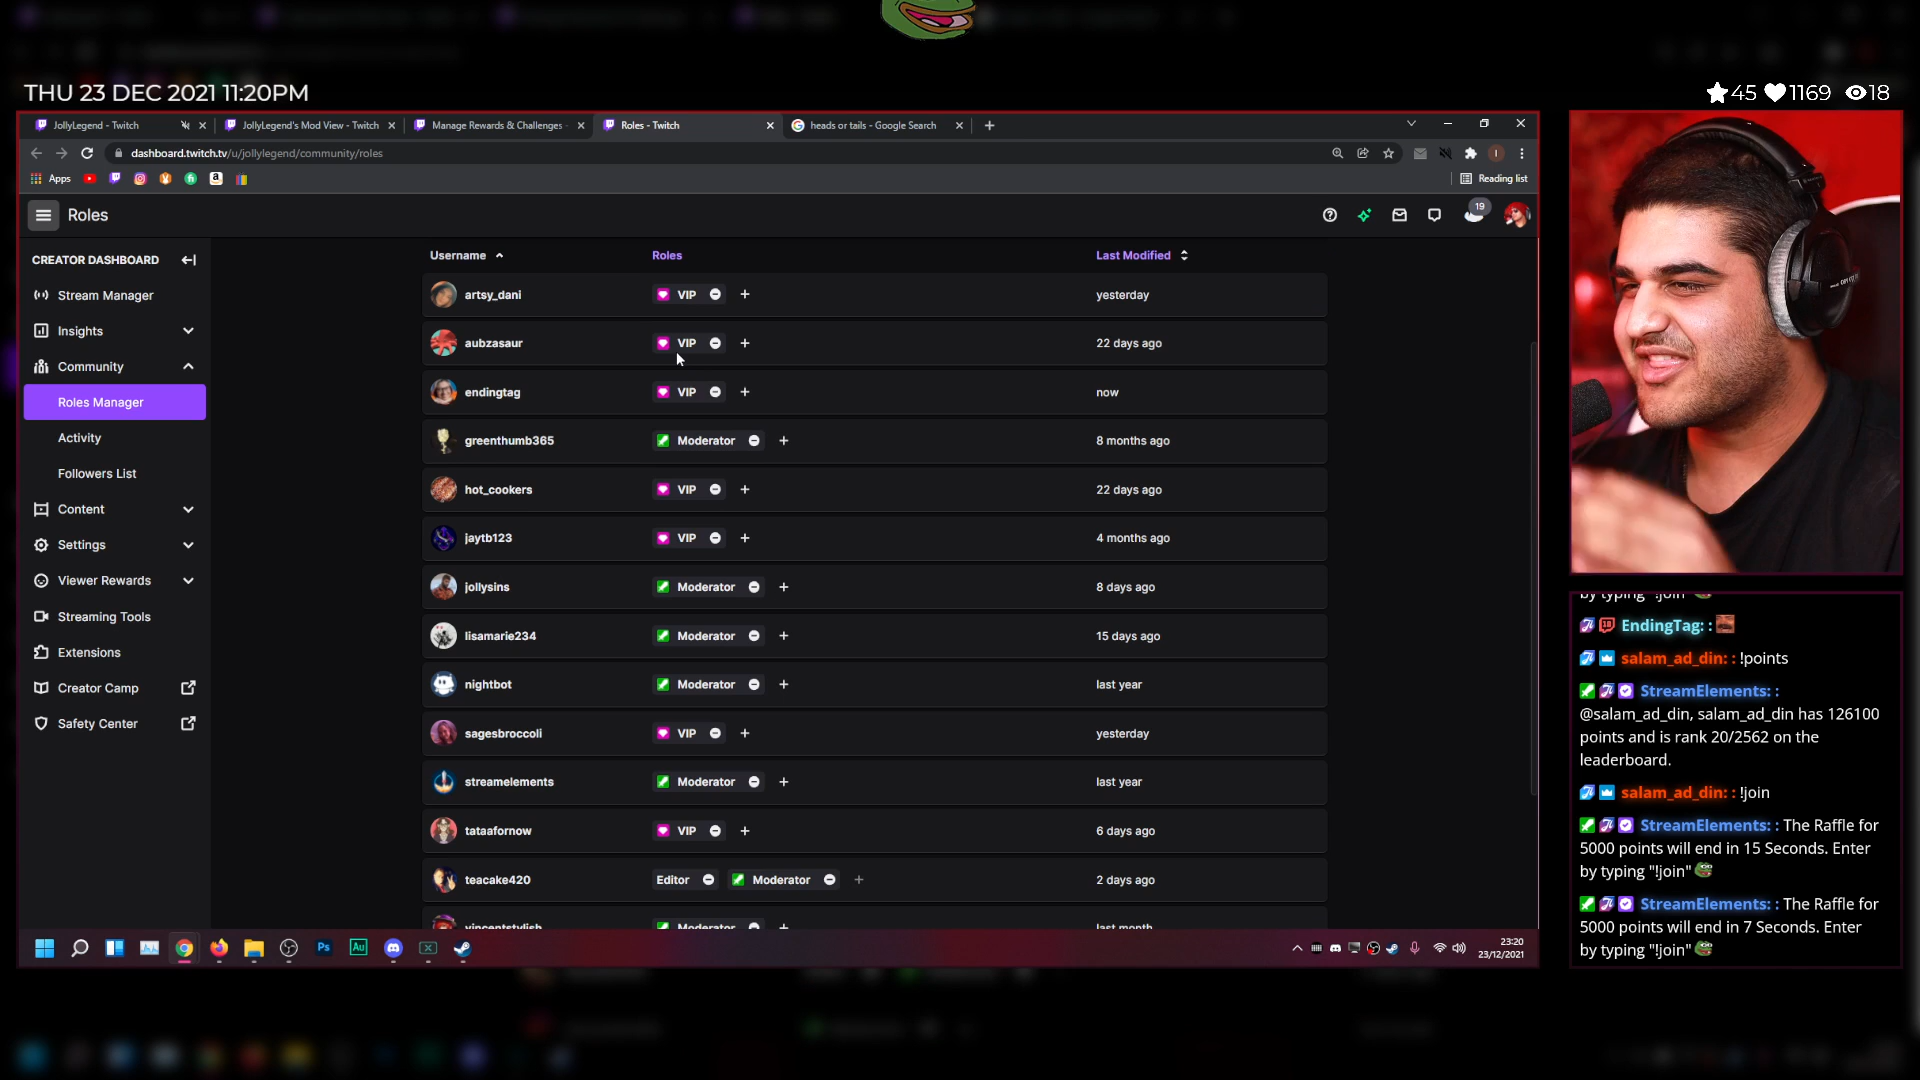 THU 23 DEC 2021 11:20PM
45 1169 18
JollyLegend - Twitch
JollyLegend's Mod View - Twitch
Manage Rewards & Challenges -
Roles - Twitch
heads or tails - Google Search
dashboard.twitch.tv/u/jollylegend/community/roles
Apps
Reading list
Roles
19
CREATOR DASHBOARD
Stream Manager
Insights
Community
Roles Manager
Activity
Followers List
Content
Settings
Viewer Rewards
Streaming Tools
Extensions
Creator Camp
Safety Center
Username Roles Last Modified
artsy_dani VIP yesterday
aubzasaur VIP 22 days ago
endingtag VIP now
greenthumb365 Moderator 8 months ago
hot_cookers VIP 22 days ago
jaytb123 VIP 4 months ago
jollysins Moderator 8 days ago
lisamarie234 Moderator 15 days ago
nightbot Moderator last year
sagesbroccoli VIP yesterday
streamelements Moderator last year
tataafornow VIP 6 days ago
teacake420 Editor Moderator 2 days ago
vincentstylish Moderator last month
by typing "!join"
EndingTag: :
salam_ad_din: : !points
StreamElements: :
@salam_ad_din, salam_ad_din has 126100
points and is rank 20/2562 on the
leaderboard.
salam_ad_din: : !join
StreamElements: : The Raffle for
5000 points will end in 15 Seconds. Enter
by typing "!join"
StreamElements: : The Raffle for
5000 points will end in 7 Seconds. Enter
by typing "!join"
Ps
Au
23:20
23/12/2021